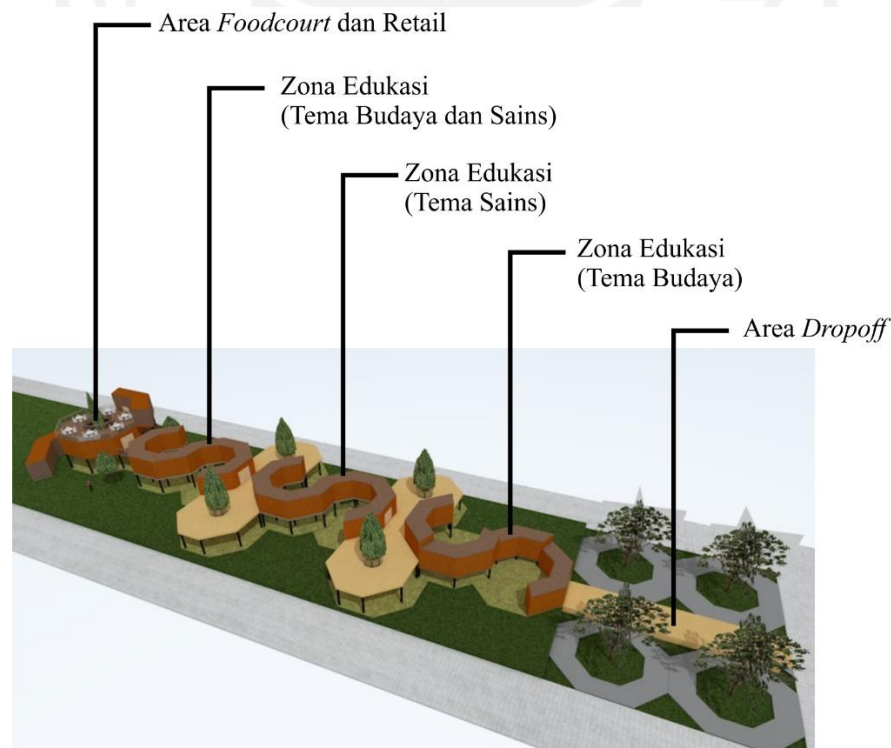 Area Foodcourt dan Retail
Zona Edukasi
(Tema Budaya dan Sains)
Zona Edukasi
(Tema Sains)
Zona Edukasi
(Tema Budaya)
Area Dropoff